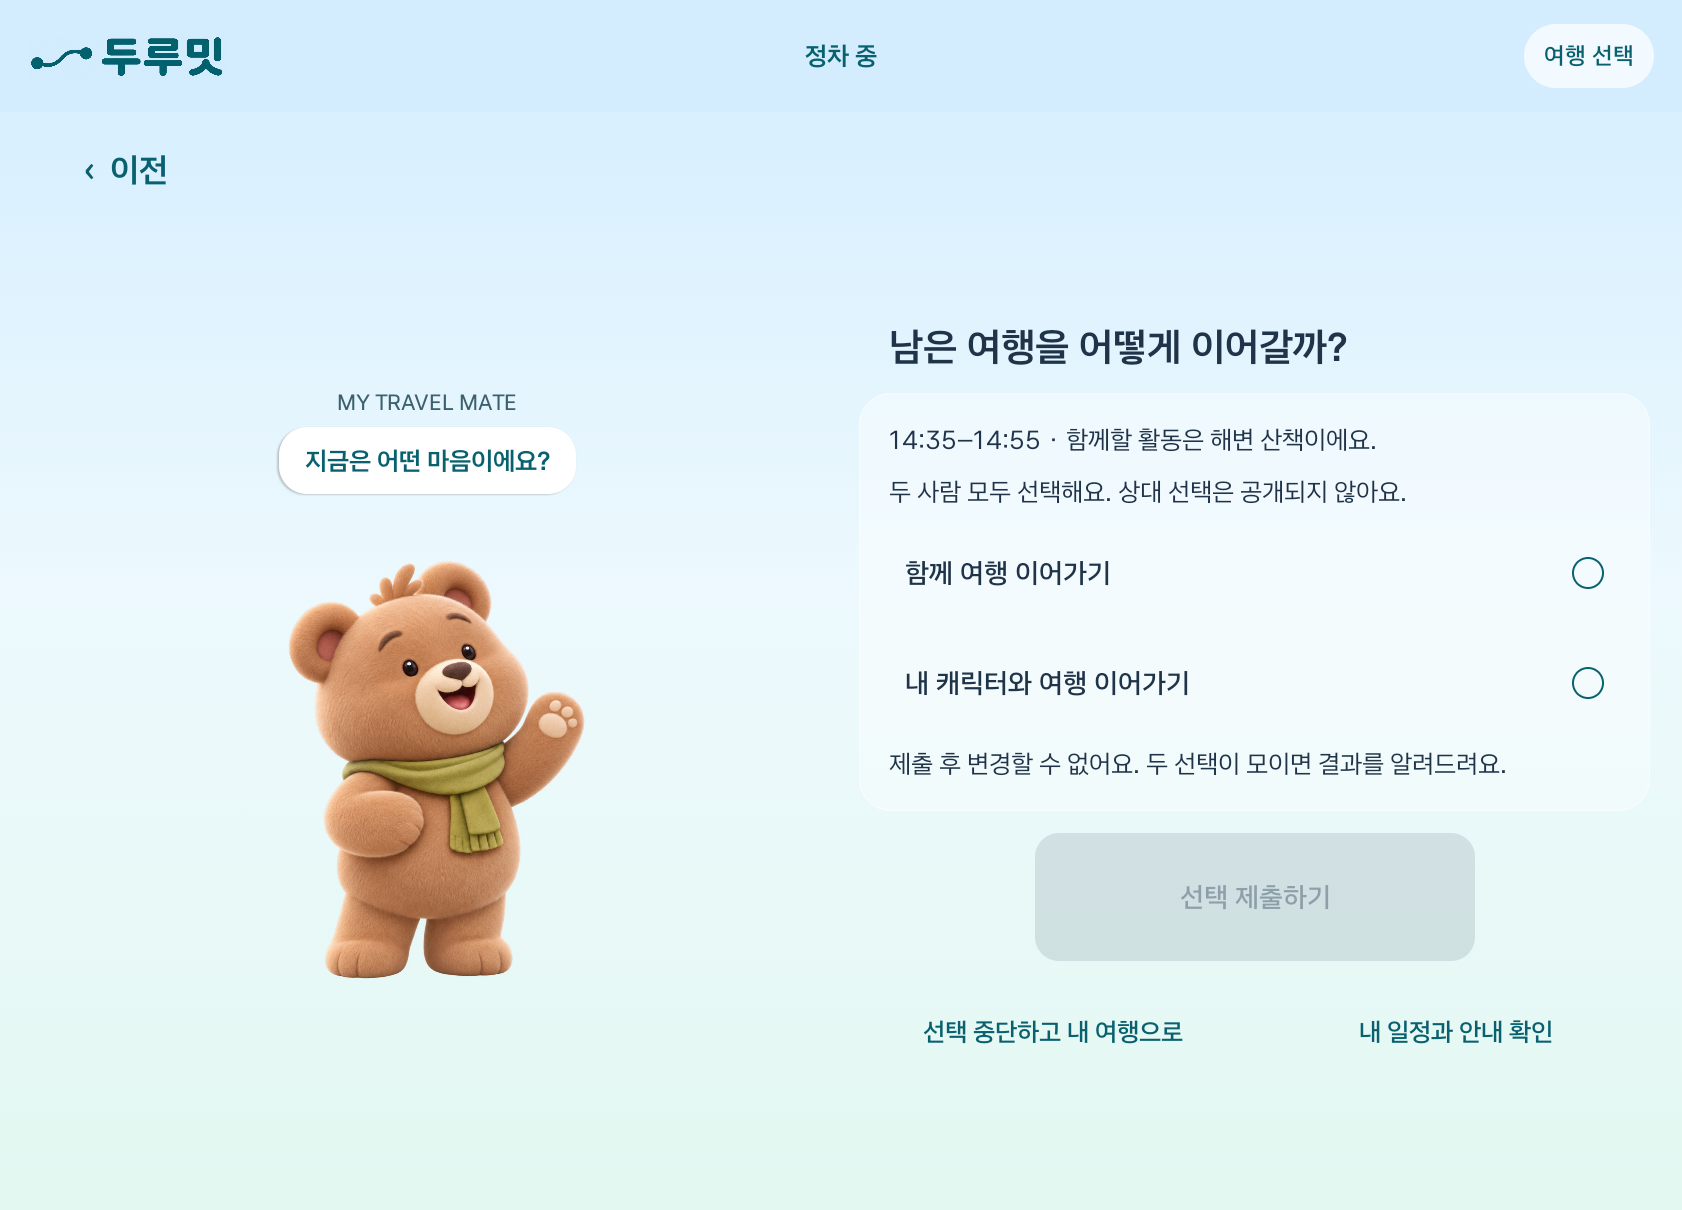 두루밋
정차 중
여행 선택
‹ 이전
MY TRAVEL MATE
지금은 어떤 마음이에요?
남은 여행을 어떻게 이어갈까?
14:35–14:55 · 함께할 활동은 해변 산책이에요.
두 사람 모두 선택해요. 상대 선택은 공개되지 않아요.
함께 여행 이어가기
내 캐릭터와 여행 이어가기
제출 후 변경할 수 없어요. 두 선택이 모이면 결과를 알려드려요.
선택 제출하기
선택 중단하고 내 여행으로
내 일정과 안내 확인